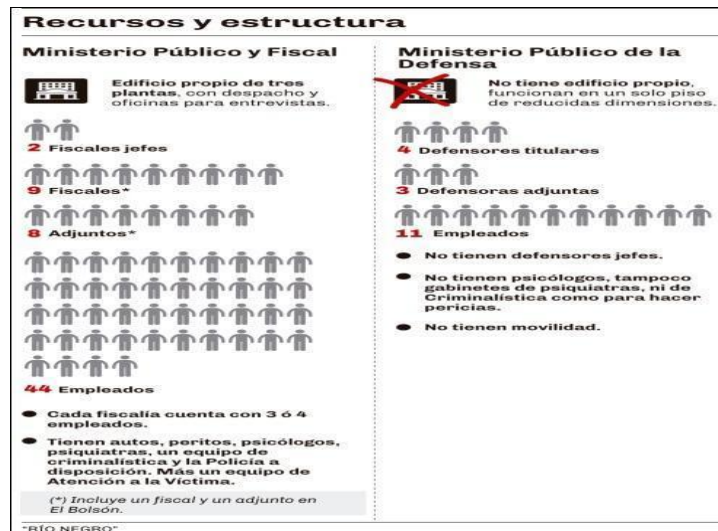 Recursos y estructura
Ministerio Público y Fiscal
Edificio propio de tres
plantas, con despacho y
oficinas para entrevistas.
2 Fiscales jefes
9 Fiscales*
8 Adjuntos*
44 Empleados
● Cada fiscalía cuenta con 3 ó 4
empleados.
● Tienen autos, peritos, psicólogos,
psiquiatras, un equipo de
criminalística y la Policía a
disposición. Más un equipo de
Atención a la Víctima.
(*) Incluye un fiscal y un adjunto en
El Bolsón.
Ministerio Público de la
Defensa
No tiene edificio propio,
funcionan en un solo piso
de reducidas dimensiones.
4 Defensores titulares
3 Defensoras adjuntas
11 Empleados
● No tienen defensores jefes.
● No tienen psicólogos, tampoco
gabinetes de psiquiatras, ni de
Criminalística como para hacer
pericias.
● No tienen movilidad.
"RÍO NEGRO"